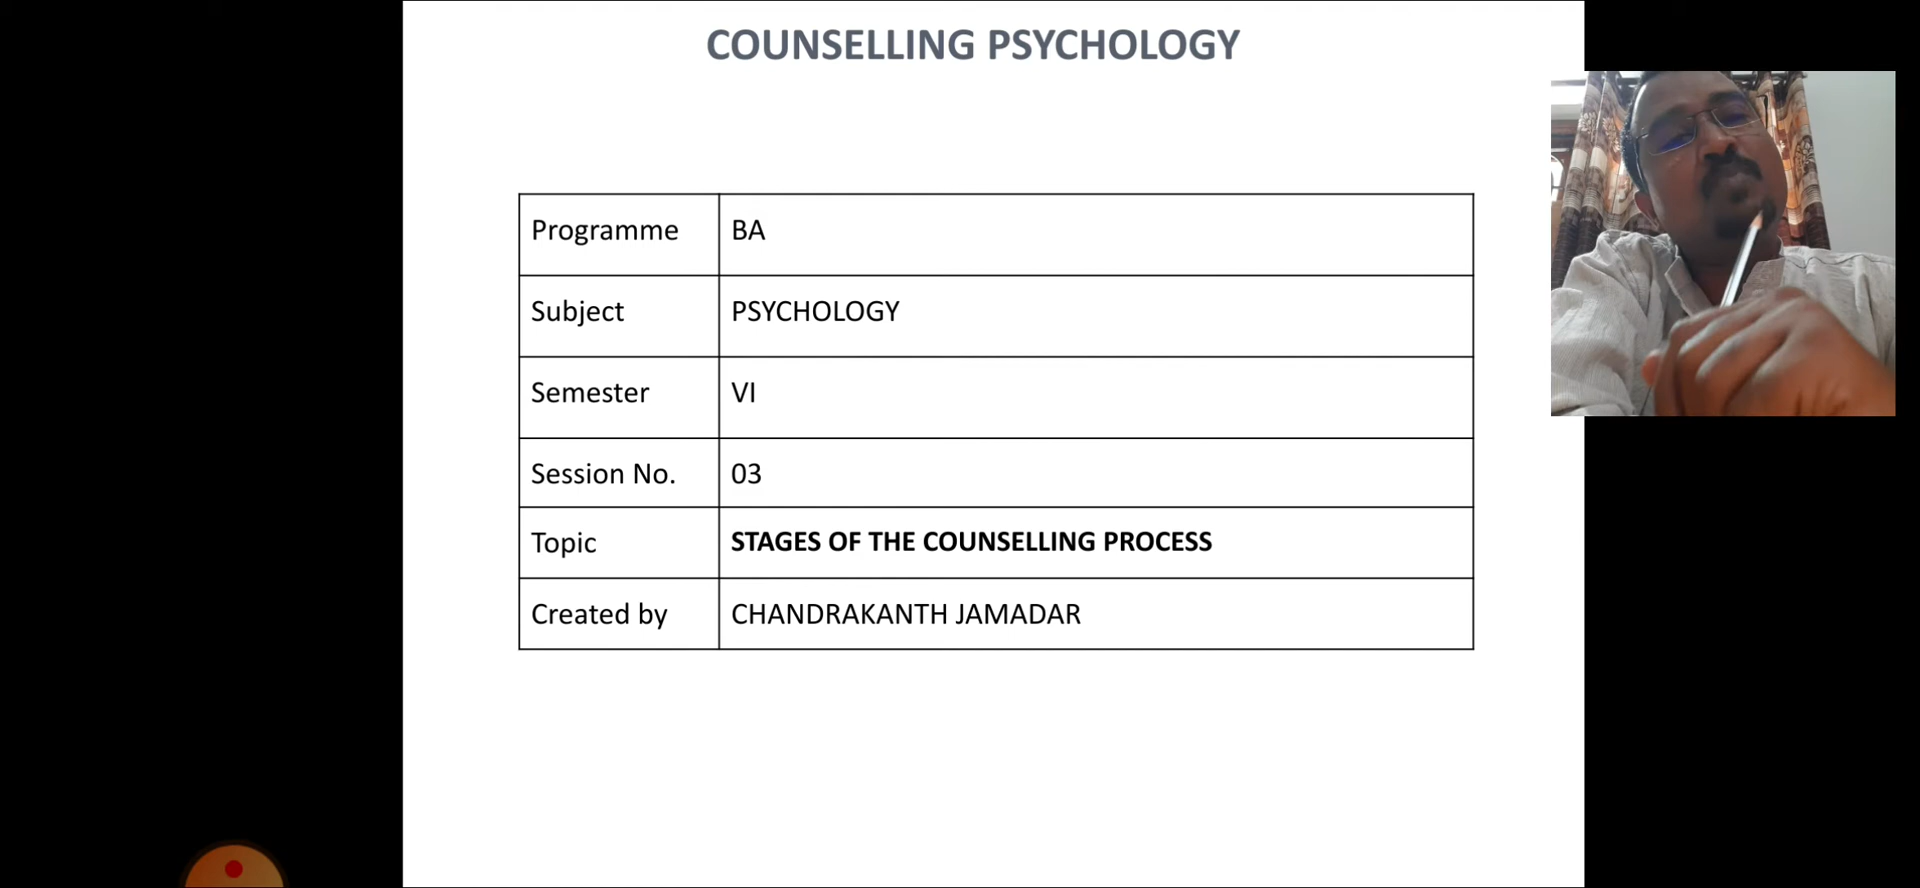 COUNSELLING PSYCHOLOGY
Programme BA
Subject PSYCHOLOGY
Semester VI
Session No. 03
Topic STAGES OF THE COUNSELLING PROCESS
Created by CHANDRAKANTH JAMADAR